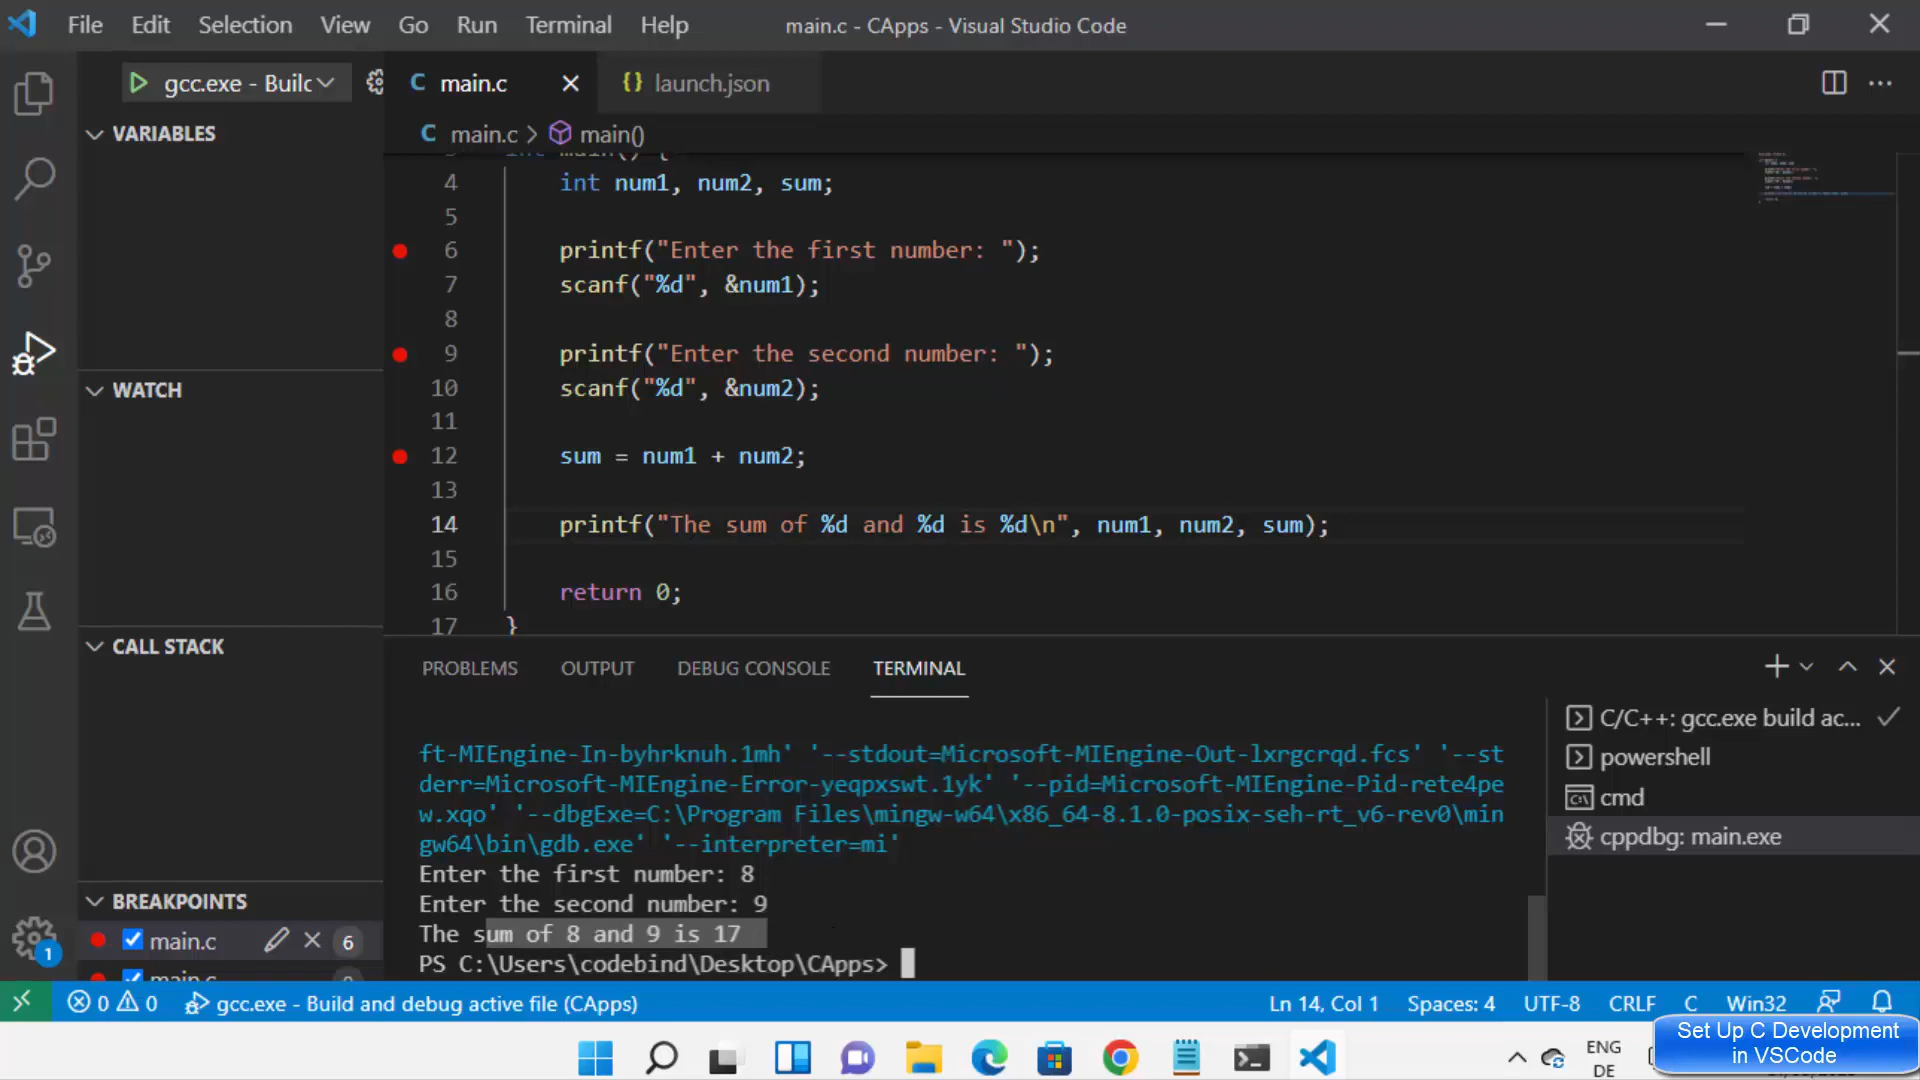 File Edit Selection View Go Run Terminal Help
main.c - CApps - Visual Studio Code
gcc.exe - Builc
main.c
launch.json
VARIABLES
main.c > main()
int main() {
4 int num1, num2, sum;
5
6 printf("Enter the first number: ");
7 scanf("%d", &num1);
8
9 printf("Enter the second number: ");
10 scanf("%d", &num2);
11
12 sum = num1 + num2;
13
14 printf("The sum of %d and %d is %d\n", num1, num2, sum);
15
16 return 0;
17 }
WATCH
CALL STACK
BREAKPOINTS
main.c 6
main.c
1
PROBLEMS OUTPUT DEBUG CONSOLE TERMINAL
ft-MIEngine-In-byhrknuh.1mh' '--stdout=Microsoft-MIEngine-Out-lxrgcrqd.fcs' '--st
derr=Microsoft-MIEngine-Error-yeqpxswt.1yk' '--pid=Microsoft-MIEngine-Pid-rete4pe
w.xqo' '--dbgExe=C:\Program Files\mingw-w64\x86_64-8.1.0-posix-seh-rt_v6-rev0\min
gw64\bin\gdb.exe' '--interpreter=mi'
Enter the first number: 8
Enter the second number: 9
The sum of 8 and 9 is 17
PS C:\Users\codebind\Desktop\CApps>
C/C++: gcc.exe build ac...
powershell
cmd
cppdbg: main.exe
0 0 gcc.exe - Build and debug active file (CApps)
Ln 14, Col 1 Spaces: 4 UTF-8 CRLF C Win32
ENG
DE
Set Up C Development
in VSCode